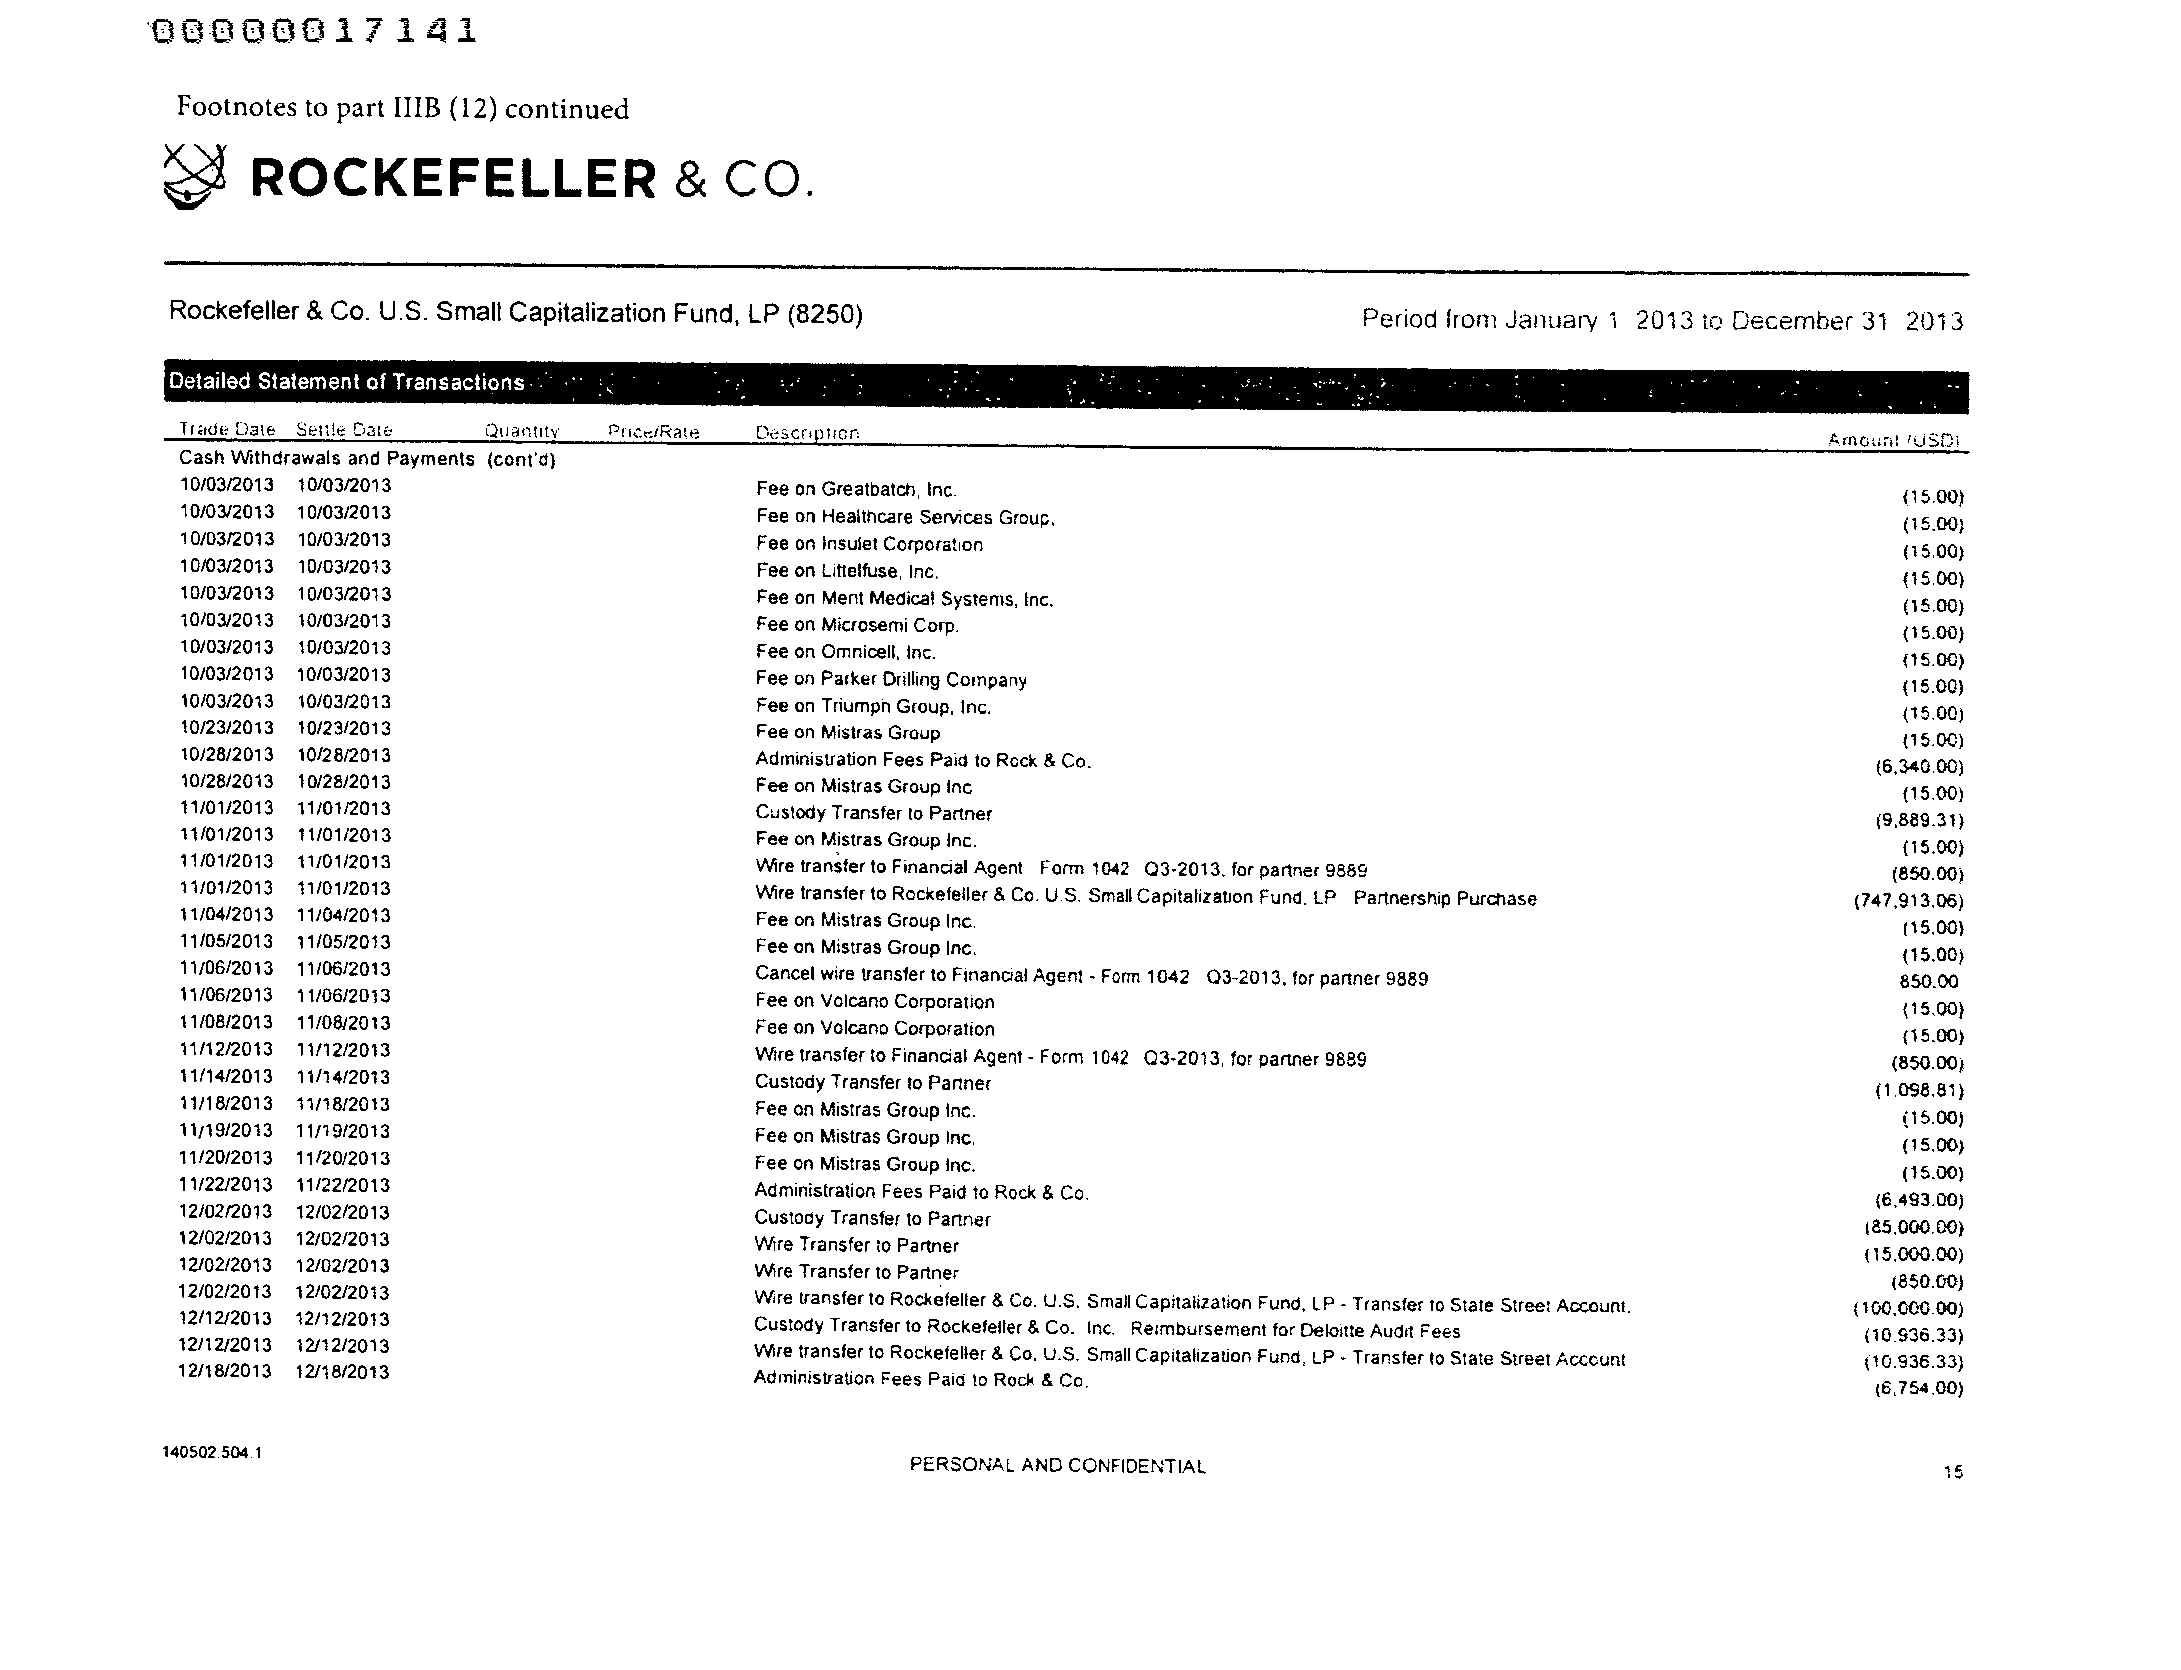 00000017141
Footnotes to part IIIB (12) continued
ROCKEFELLER & CO.
Rockefeller & Co. U.S. Small Capitalization Fund, LP (8250) Period from January 1 2013 to December 31 2013
Detailed Statement of Transactions
Trade Date Settle Date Quantity Price/Rate Description Amount (USD)
Cash Withdrawals and Payments (cont'd)
10/03/2013 10/03/2013 Fee on Greatbatch, Inc. (15.00)
10/03/2013 10/03/2013 Fee on Healthcare Services Group, (15.00)
10/03/2013 10/03/2013 Fee on Insulet Corporation (15.00)
10/03/2013 10/03/2013 Fee on Littelfuse, Inc. (15.00)
10/03/2013 10/03/2013 Fee on Merit Medical Systems, Inc. (15.00)
10/03/2013 10/03/2013 Fee on Microsemi Corp. (15.00)
10/03/2013 10/03/2013 Fee on Omnicell, Inc. (15.00)
10/03/2013 10/03/2013 Fee on Parker Drilling Company (15.00)
10/03/2013 10/03/2013 Fee on Triumph Group, Inc. (15.00)
10/23/2013 10/23/2013 Fee on Mistras Group (15.00)
10/28/2013 10/28/2013 Administration Fees Paid to Rock & Co. (6,340.00)
10/28/2013 10/28/2013 Fee on Mistras Group Inc (15.00)
11/01/2013 11/01/2013 Custody Transfer to Partner (9,889.31)
11/01/2013 11/01/2013 Fee on Mistras Group Inc. (15.00)
11/01/2013 11/01/2013 Wire transfer to Financial Agent Form 1042 Q3-2013, for partner 9889 (850.00)
11/01/2013 11/01/2013 Wire transfer to Rockefeller & Co. U.S. Small Capitalization Fund, LP Partnership Purchase (747,913.06)
11/04/2013 11/04/2013 Fee on Mistras Group Inc. (15.00)
11/05/2013 11/05/2013 Fee on Mistras Group Inc. (15.00)
11/06/2013 11/06/2013 Cancel wire transfer to Financial Agent - Form 1042 Q3-2013, for partner 9889 850.00
11/06/2013 11/06/2013 Fee on Volcano Corporation (15.00)
11/08/2013 11/08/2013 Fee on Volcano Corporation (15.00)
11/12/2013 11/12/2013 Wire transfer to Financial Agent - Form 1042 Q3-2013, for partner 9889 (850.00)
11/14/2013 11/14/2013 Custody Transfer to Partner (1,098.81)
11/18/2013 11/18/2013 Fee on Mistras Group Inc. (15.00)
11/19/2013 11/19/2013 Fee on Mistras Group Inc. (15.00)
11/20/2013 11/20/2013 Fee on Mistras Group Inc. (15.00)
11/22/2013 11/22/2013 Administration Fees Paid to Rock & Co. (6,493.00)
12/02/2013 12/02/2013 Custody Transfer to Partner (85,000.00)
12/02/2013 12/02/2013 Wire Transfer to Partner (15,000.00)
12/02/2013 12/02/2013 Wire Transfer to Partner (850.00)
12/02/2013 12/02/2013 Wire transfer to Rockefeller & Co. U.S. Small Capitalization Fund, LP - Transfer to State Street Account. (100,000.00)
12/12/2013 12/12/2013 Custody Transfer to Rockefeller & Co. Inc. Reimbursement for Deloitte Audit Fees (10,936.33)
12/12/2013 12/12/2013 Wire transfer to Rockefeller & Co. U.S. Small Capitalization Fund, LP - Transfer to State Street Account (10,936.33)
12/18/2013 12/18/2013 Administration Fees Paid to Rock & Co. (6,754.00)
140502.504.1 PERSONAL AND CONFIDENTIAL 15